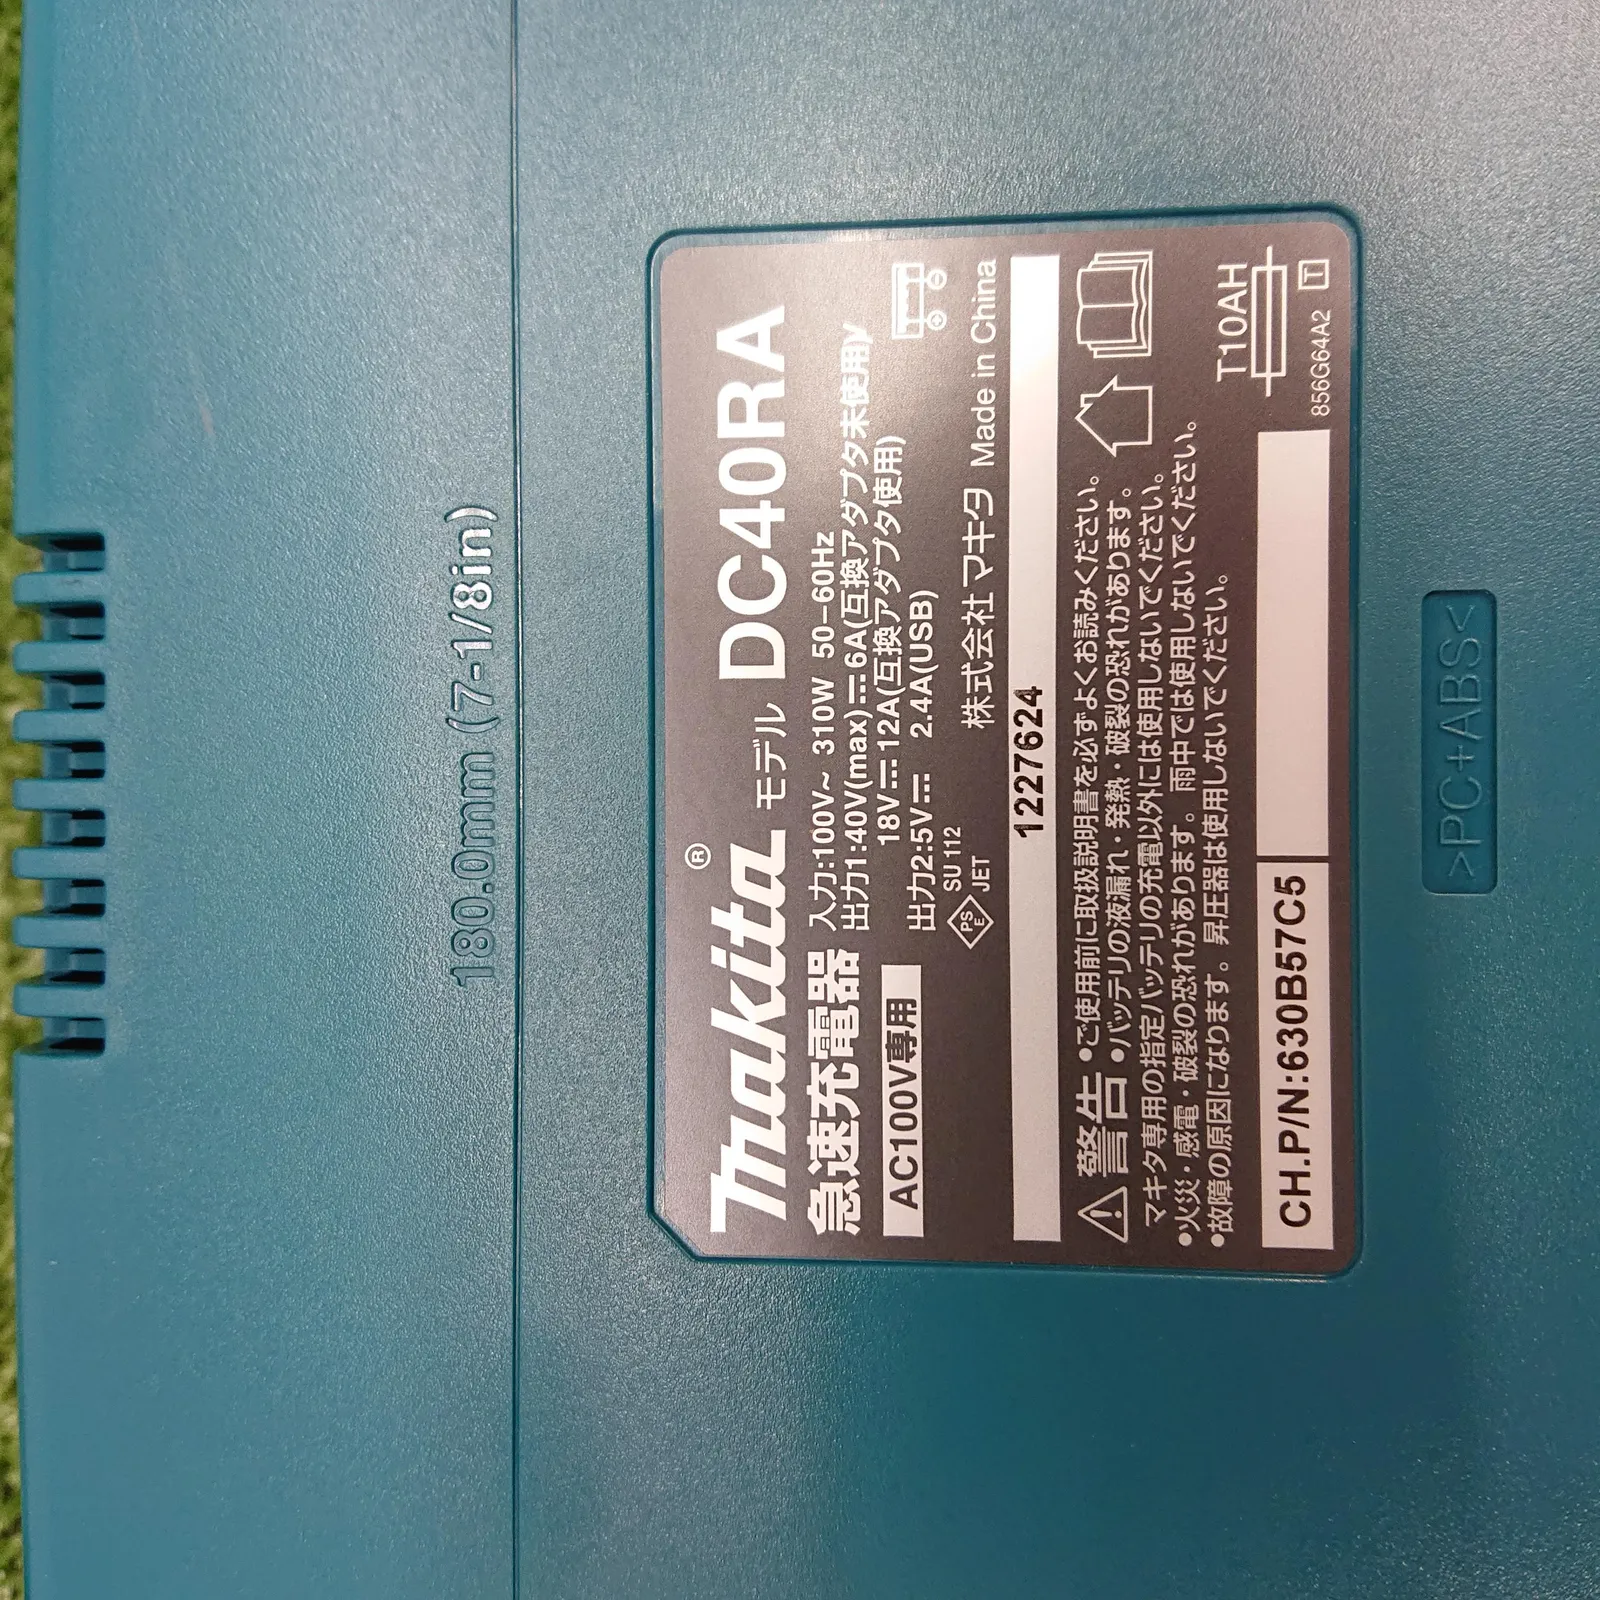 180.0mm (7-1/8in)
makita® モデル DC40RA
急速充電器
AC100V専用
入力:100V~ 310W 50–60Hz
出力1:40V(max)⎓6A(互換アダプタ未使用)
18V⎓12A(互換アダプタ使用)
出力2:5V⎓ 2.4A(USB)
PS
E
SU 112
JET
株式会社 マキタ Made in China
1227624
警告
●ご使用前に取扱説明書を必ずよくお読みください。
●バッテリの液漏れ・発熱・破裂の恐れがあります。
マキタ専用の指定バッテリの充電以外には使用しないでください。
●火災・感電・破裂の恐れがあります。雨中では使用しないでください。
●故障の原因になります。昇圧器は使用しないでください。
T10AH
CH.P/N:630B57C5
856G64A2 T
>PC+ABS<